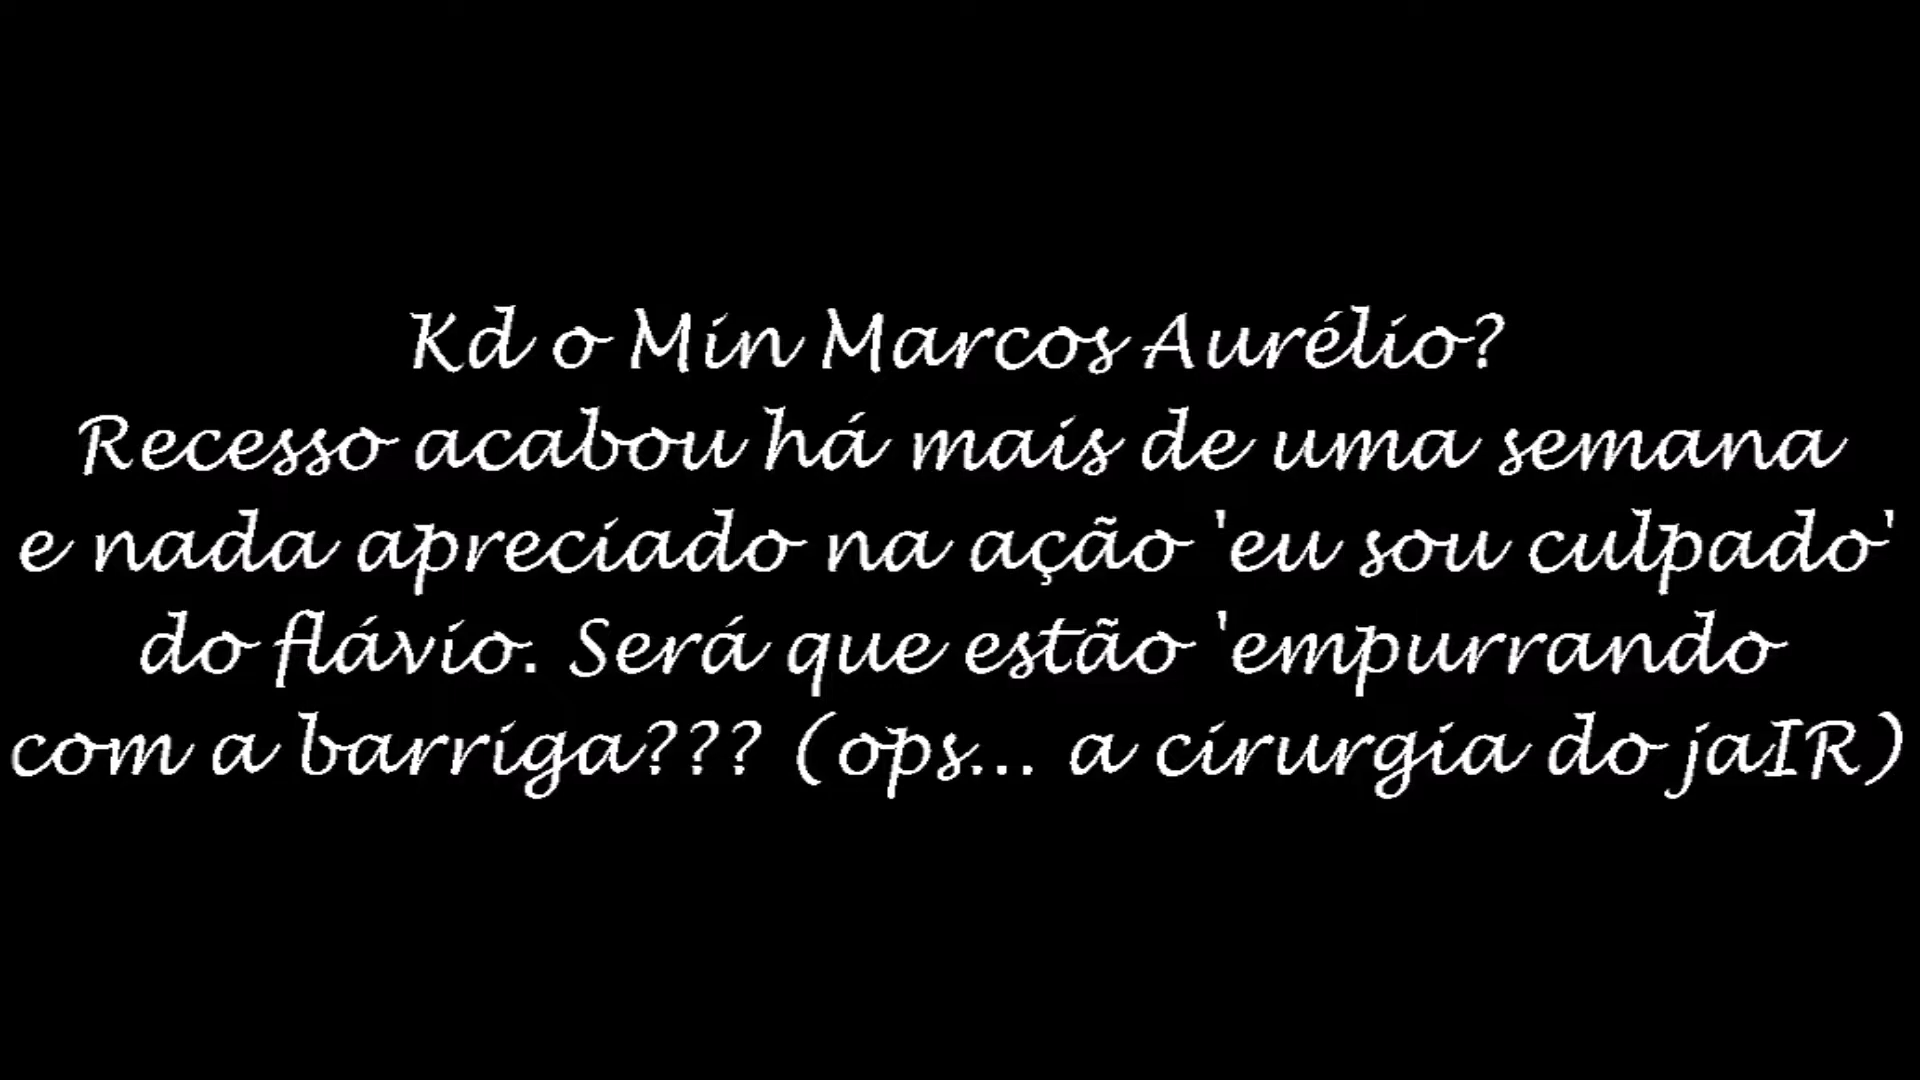 Kd o Min Marcos Aurélio?
Recesso acabou há mais de uma semana
e nada apreciado na ação 'eu sou culpado'
do flávio. Será que estão 'empurrando
com a barriga??? (ops... a cirurgia do jaIR)